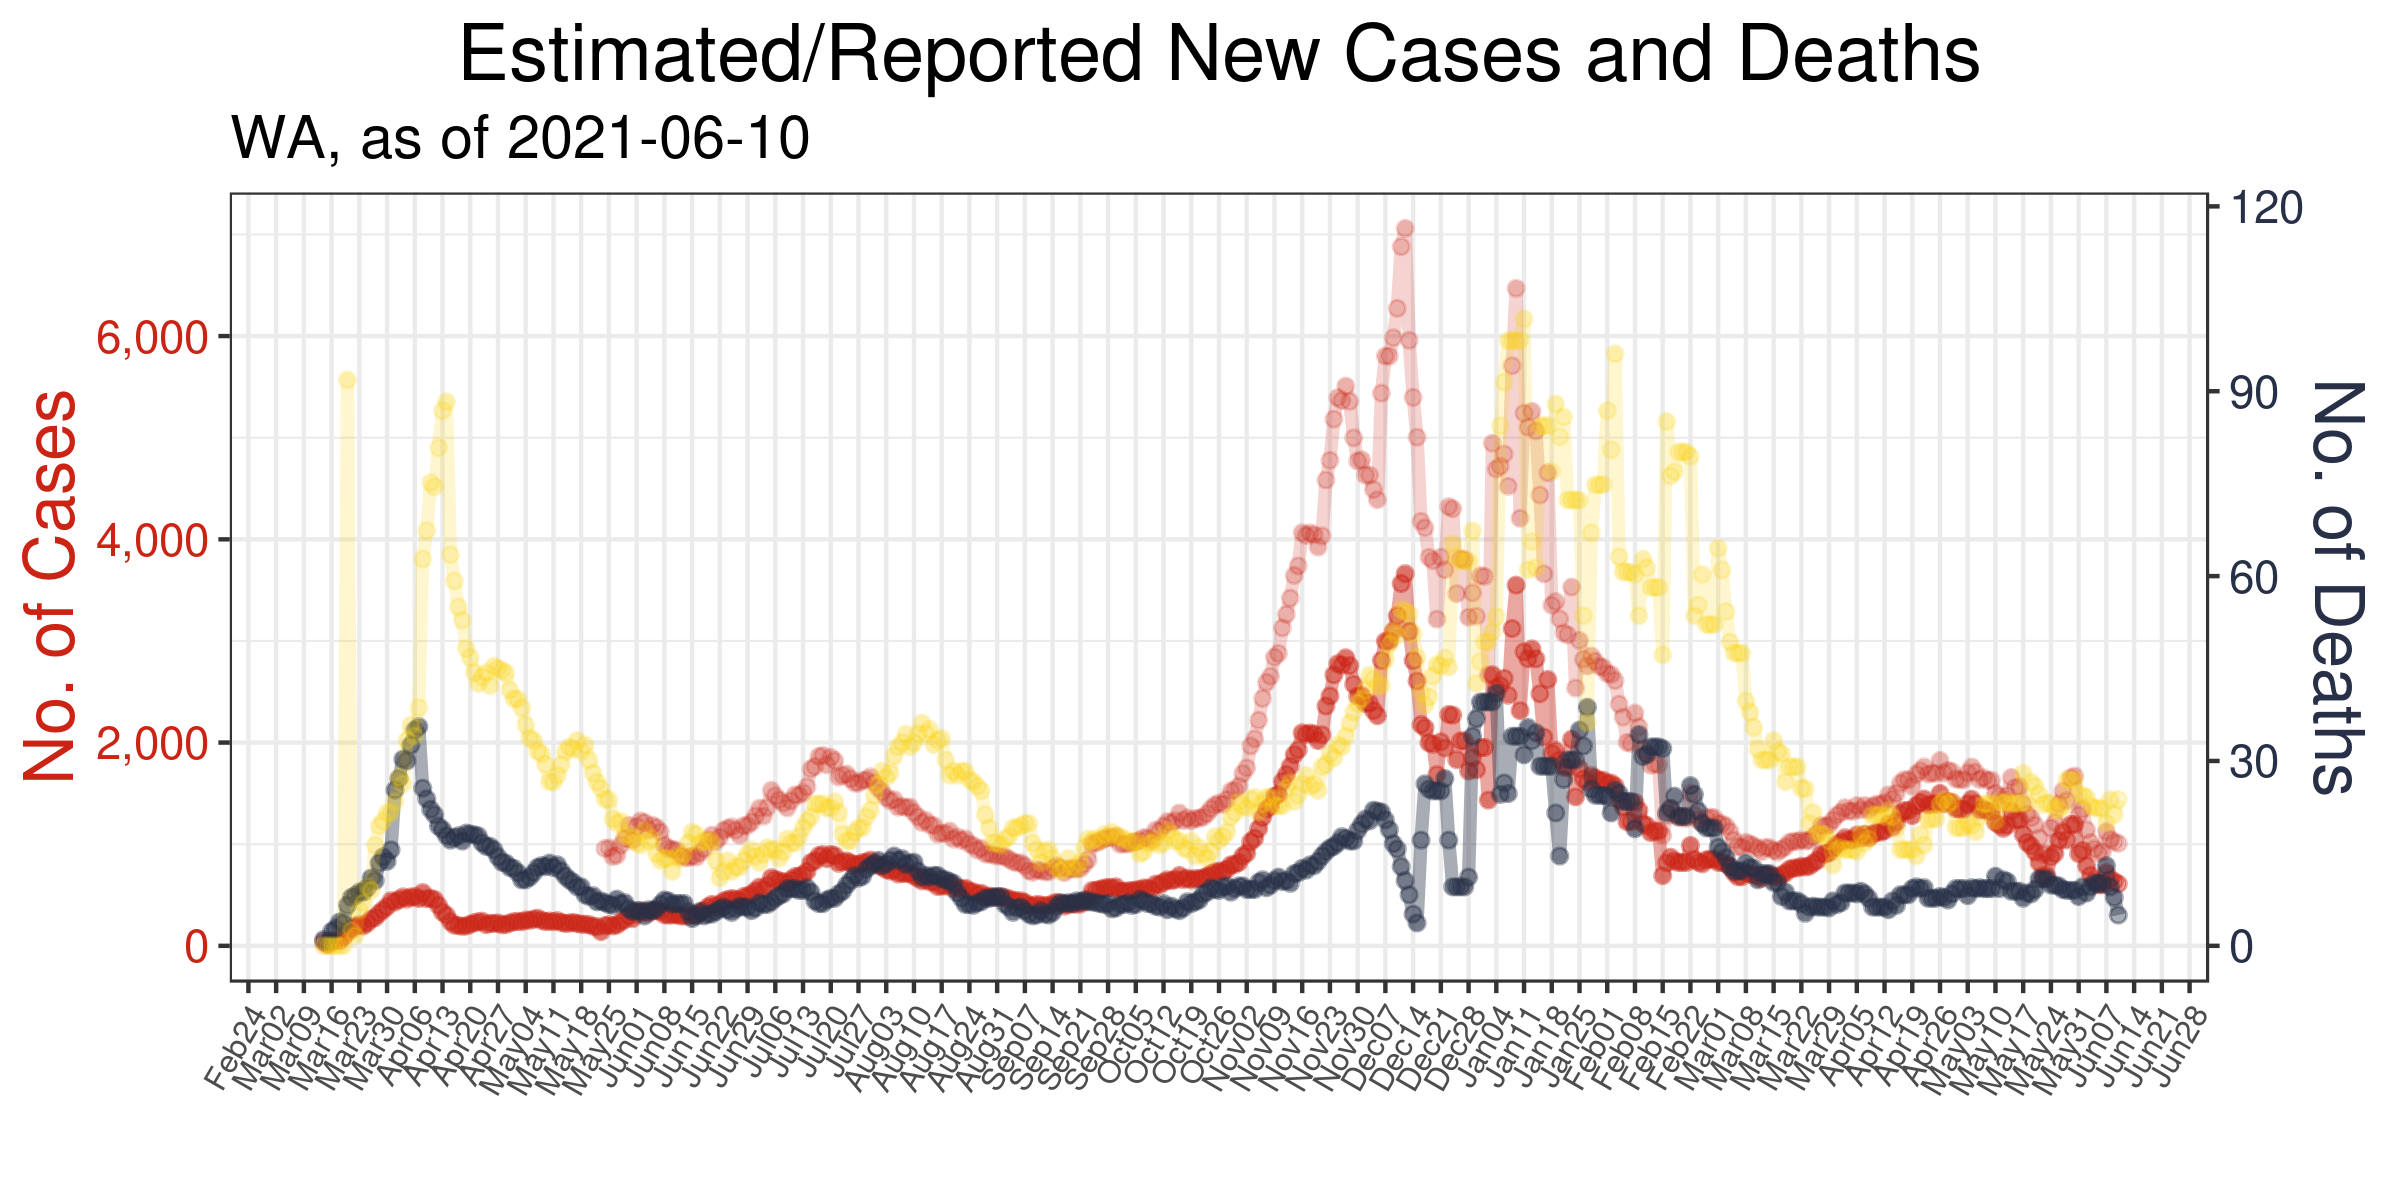 Estimated/Reported New Cases and Deaths
WA, as of 2021-06-10
No. of Cases
6,000
4,000
2,000
0
120
90
60
30
0
No. of Deaths
Feb24
Mar02
Mar09
Mar16
Mar23
Mar30
Apr06
Apr13
Apr20
Apr27
May04
May11
May18
May25
Jun01
Jun08
Jun15
Jun22
Jun29
Jul06
Jul13
Jul20
Jul27
Aug03
Aug10
Aug17
Aug24
Aug31
Sep07
Sep14
Sep21
Sep28
Oct05
Oct12
Oct19
Oct26
Nov02
Nov09
Nov16
Nov23
Nov30
Dec07
Dec14
Dec21
Dec28
Jan04
Jan11
Jan18
Jan25
Feb01
Feb08
Feb15
Feb22
Mar01
Mar08
Mar15
Mar22
Mar29
Apr05
Apr12
Apr19
Apr26
May03
May10
May17
May24
May31
Jun07
Jun14
Jun21
Jun28